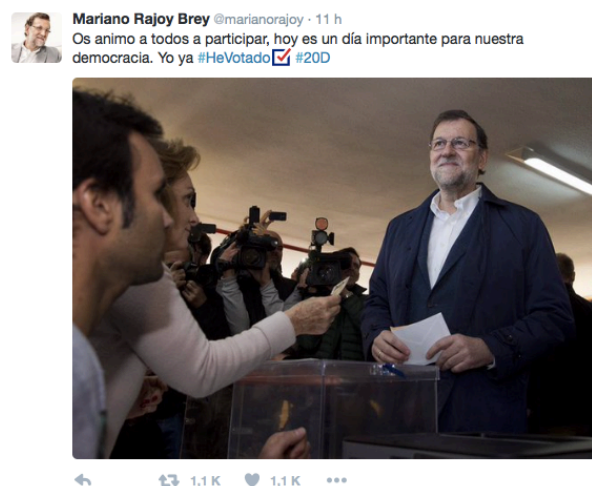 Mariano Rajoy Brey @marianorajoy · 11 h
Os animo a todos a participar, hoy es un día importante para nuestra
democracia. Yo ya #HeVotado #20D
1,1 K 1,1 K